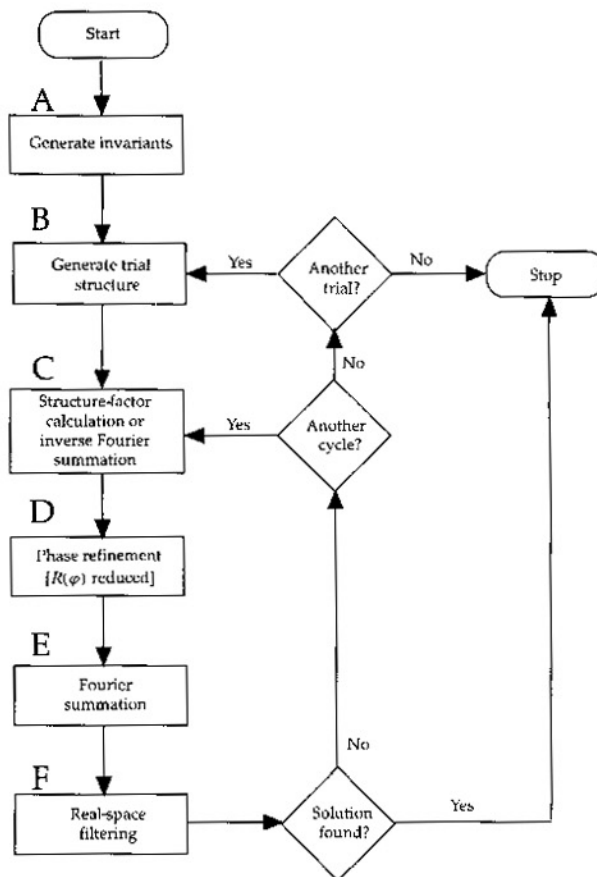 Start
A
Generate invariants
B
Generate trial
structure
Yes
Another
trial?
No
Stop
No
C
Structure-factor
calculation or
inverse Fourier
summation
Yes
Another
cycle?
D
Phase refinement
[R(φ) reduced]
E
Fourier
summation
No
F
Real-space
filtering
Solution
found?
Yes